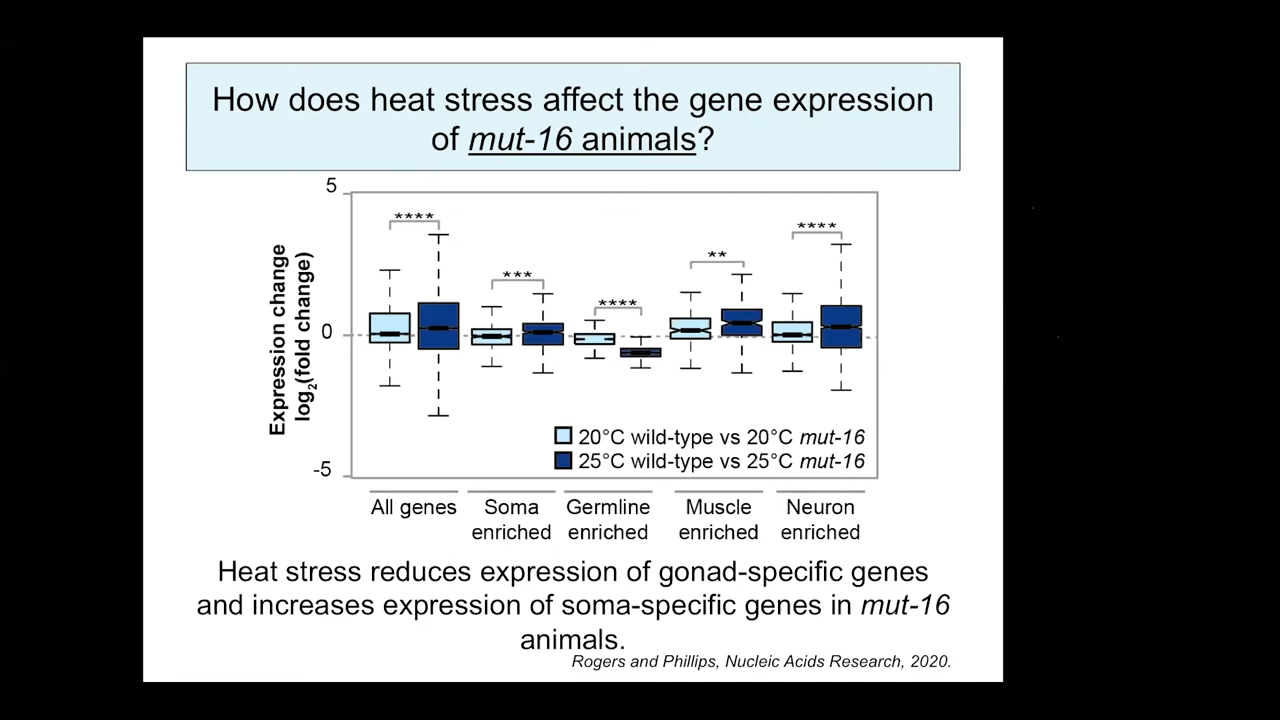 How does heat stress affect the gene expression
of mut-16 animals?
5
0
-5
Expression change
log2(fold change)
****
***
****
**
****
20°C wild-type vs 20°C mut-16
25°C wild-type vs 25°C mut-16
All genes
Soma
enriched
Germline
enriched
Muscle
enriched
Neuron
enriched
Heat stress reduces expression of gonad-specific genes
and increases expression of soma-specific genes in mut-16
animals.
Rogers and Phillips, Nucleic Acids Research, 2020.